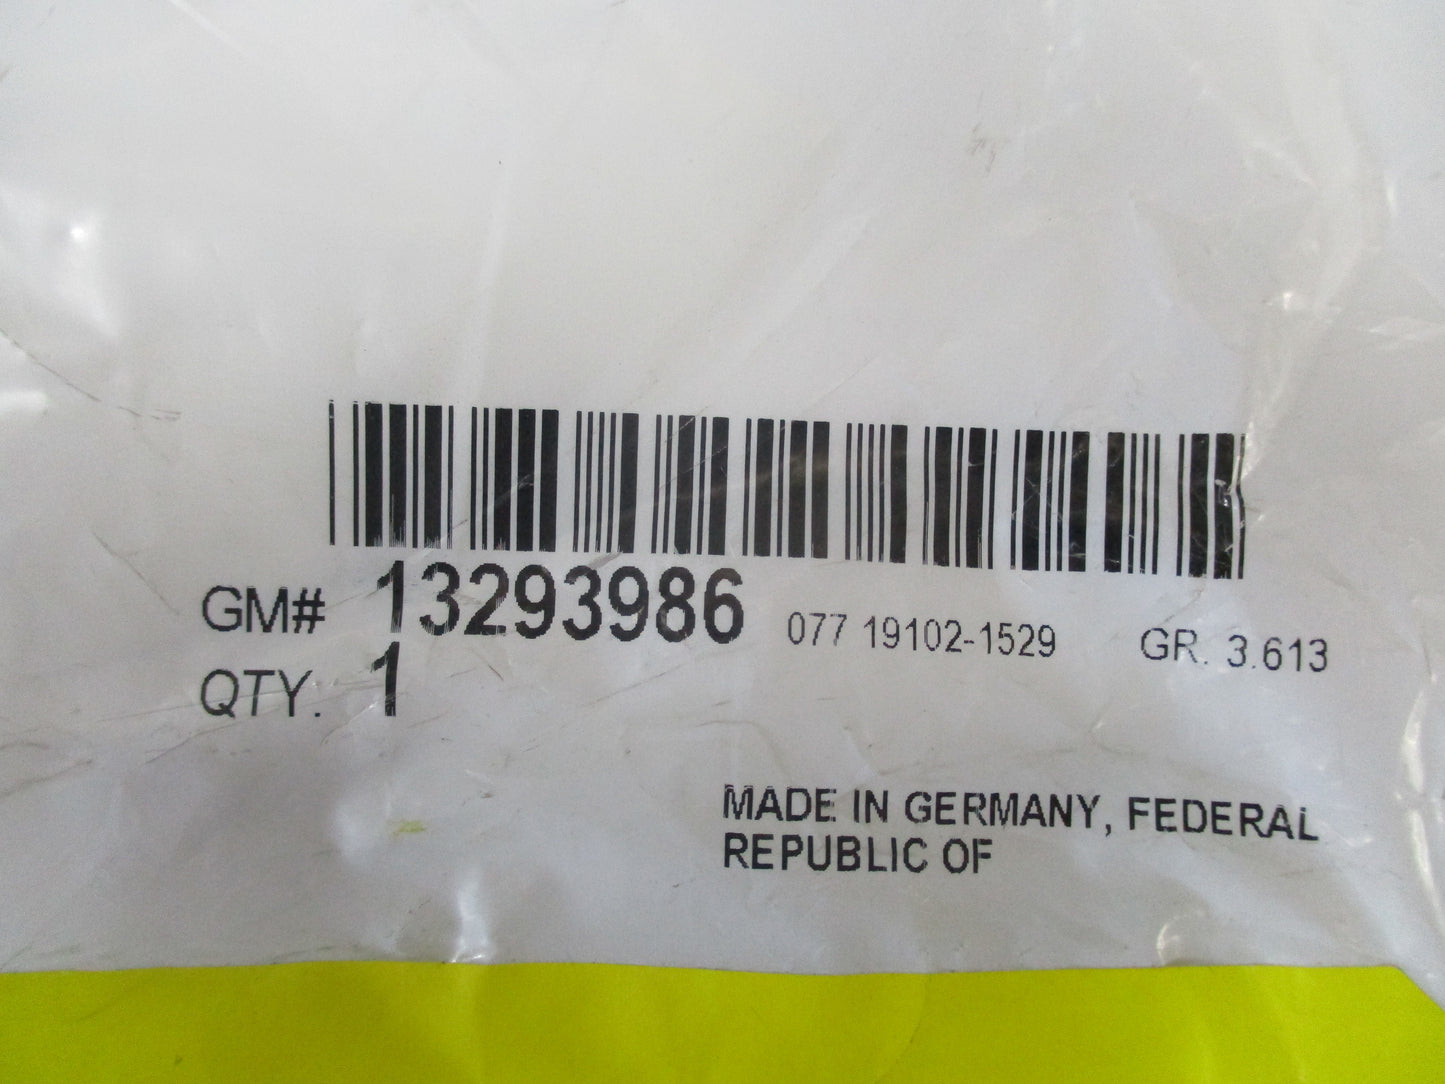 GM# 13293986 077 19102-1529 GR. 3.613
QTY. 1
MADE IN GERMANY, FEDERAL
REPUBLIC OF